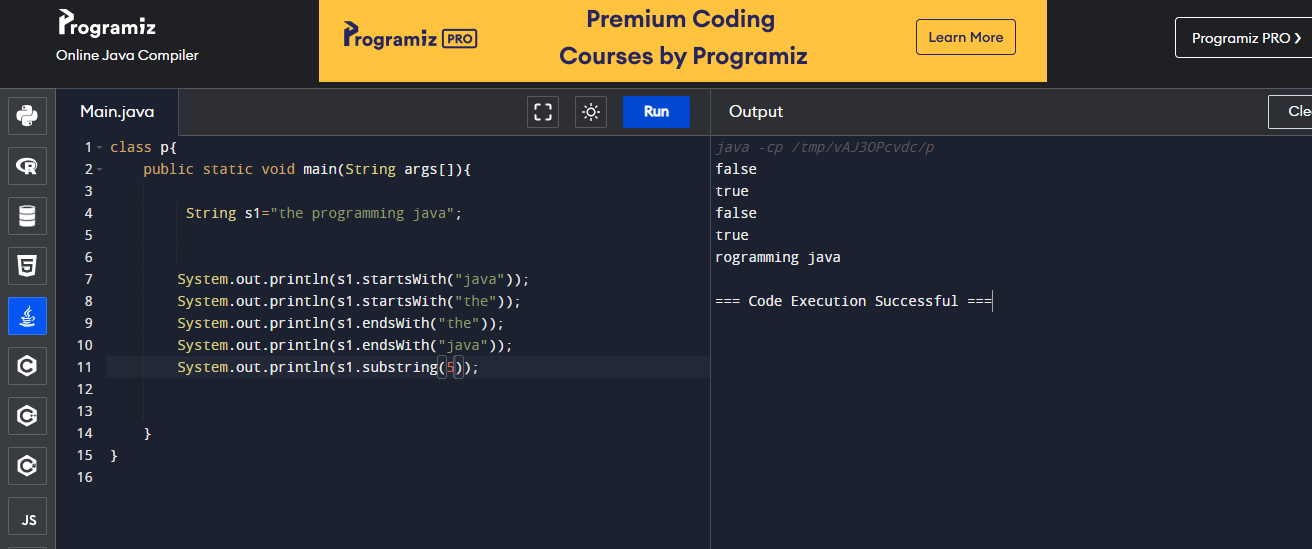 Programiz
Online Java Compiler
Programiz PRO
Premium Coding
Courses by Programiz
Learn More
Programiz PRO ❯
Main.java
Run
Output
Cle
1 class p{
2     public static void main(String args[]){
3
4          String s1="the programming java";
5
6
7         System.out.println(s1.startsWith("java"));
8         System.out.println(s1.startsWith("the"));
9         System.out.println(s1.endsWith("the"));
10         System.out.println(s1.endsWith("java"));
11         System.out.println(s1.substring(5));
12
13
14     }
15 }
16
java -cp /tmp/vAJ3OPcvdc/p
false
true
false
true
rogramming java
=== Code Execution Successful ===
R
5
C
C
C
JS